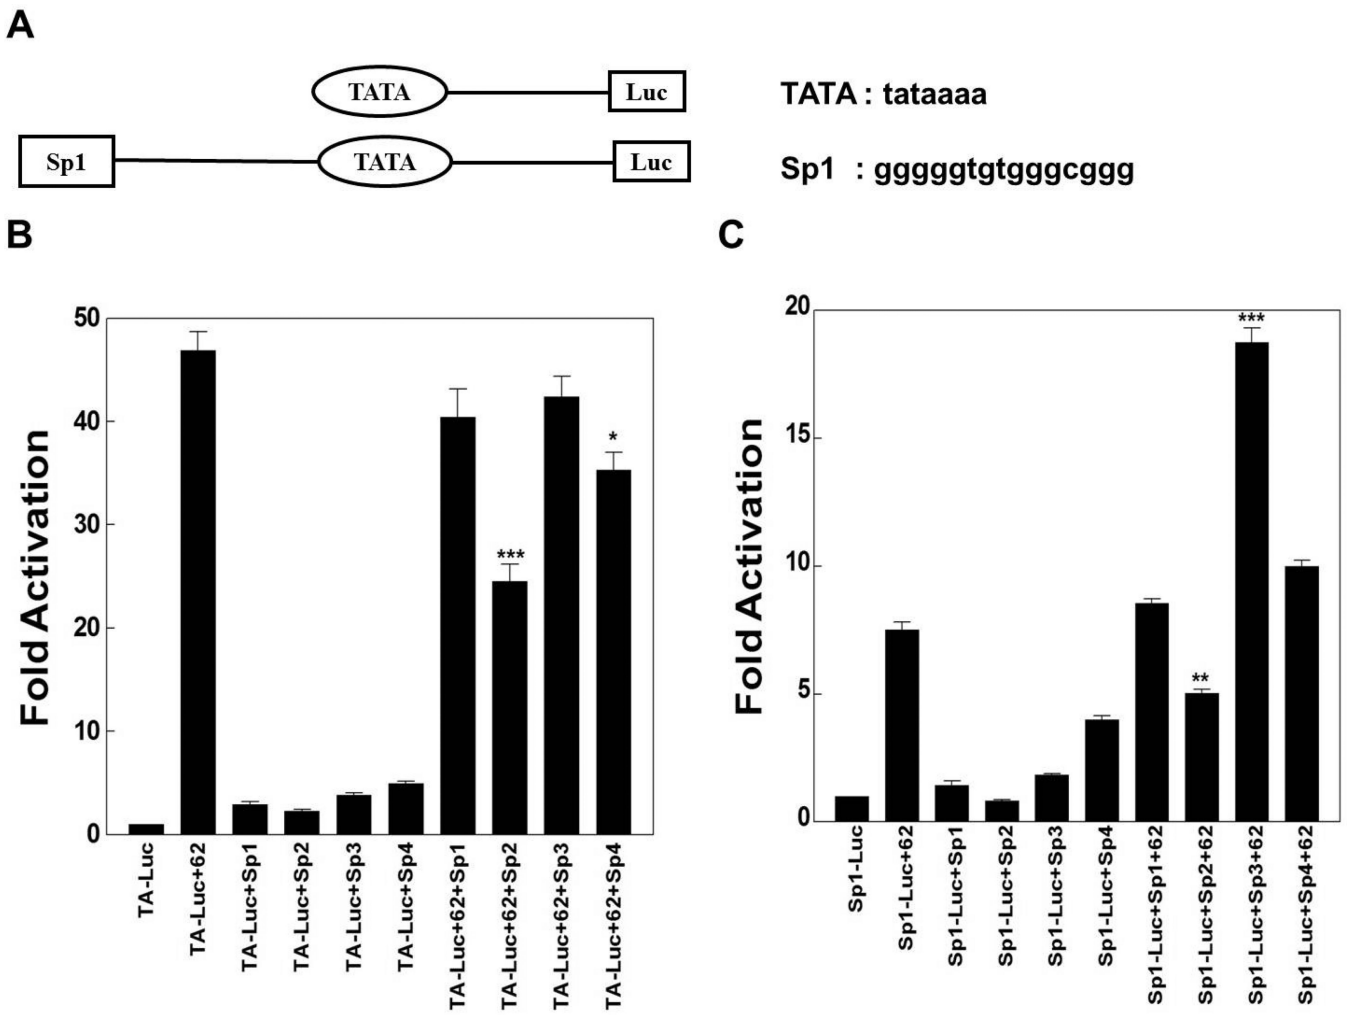 A
TATA
Luc
TATA : tataaaa
Sp1
TATA
Luc
Sp1 : gggggtgtgggcggg
B
Fold Activation
50
40
30
20
10
0
***
*
TA-Luc
TA-Luc+62
TA-Luc+Sp1
TA-Luc+Sp2
TA-Luc+Sp3
TA-Luc+Sp4
TA-Luc+62+Sp1
TA-Luc+62+Sp2
TA-Luc+62+Sp3
TA-Luc+62+Sp4
C
Fold Activation
20
15
10
5
0
**
***
Sp1-Luc
Sp1-Luc+62
Sp1-Luc+Sp1
Sp1-Luc+Sp2
Sp1-Luc+Sp3
Sp1-Luc+Sp4
Sp1-Luc+Sp1+62
Sp1-Luc+Sp2+62
Sp1-Luc+Sp3+62
Sp1-Luc+Sp4+62